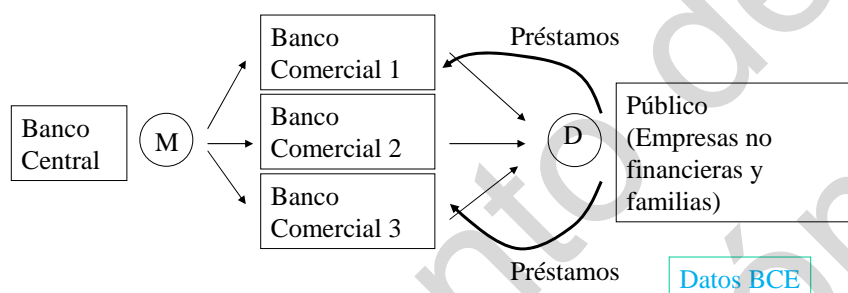 Banco
Central
M
Banco
Comercial 1
Banco
Comercial 2
Banco
Comercial 3
Préstamos
D
Préstamos
Público
(Empresas no
financieras y
familias)
Datos BCE